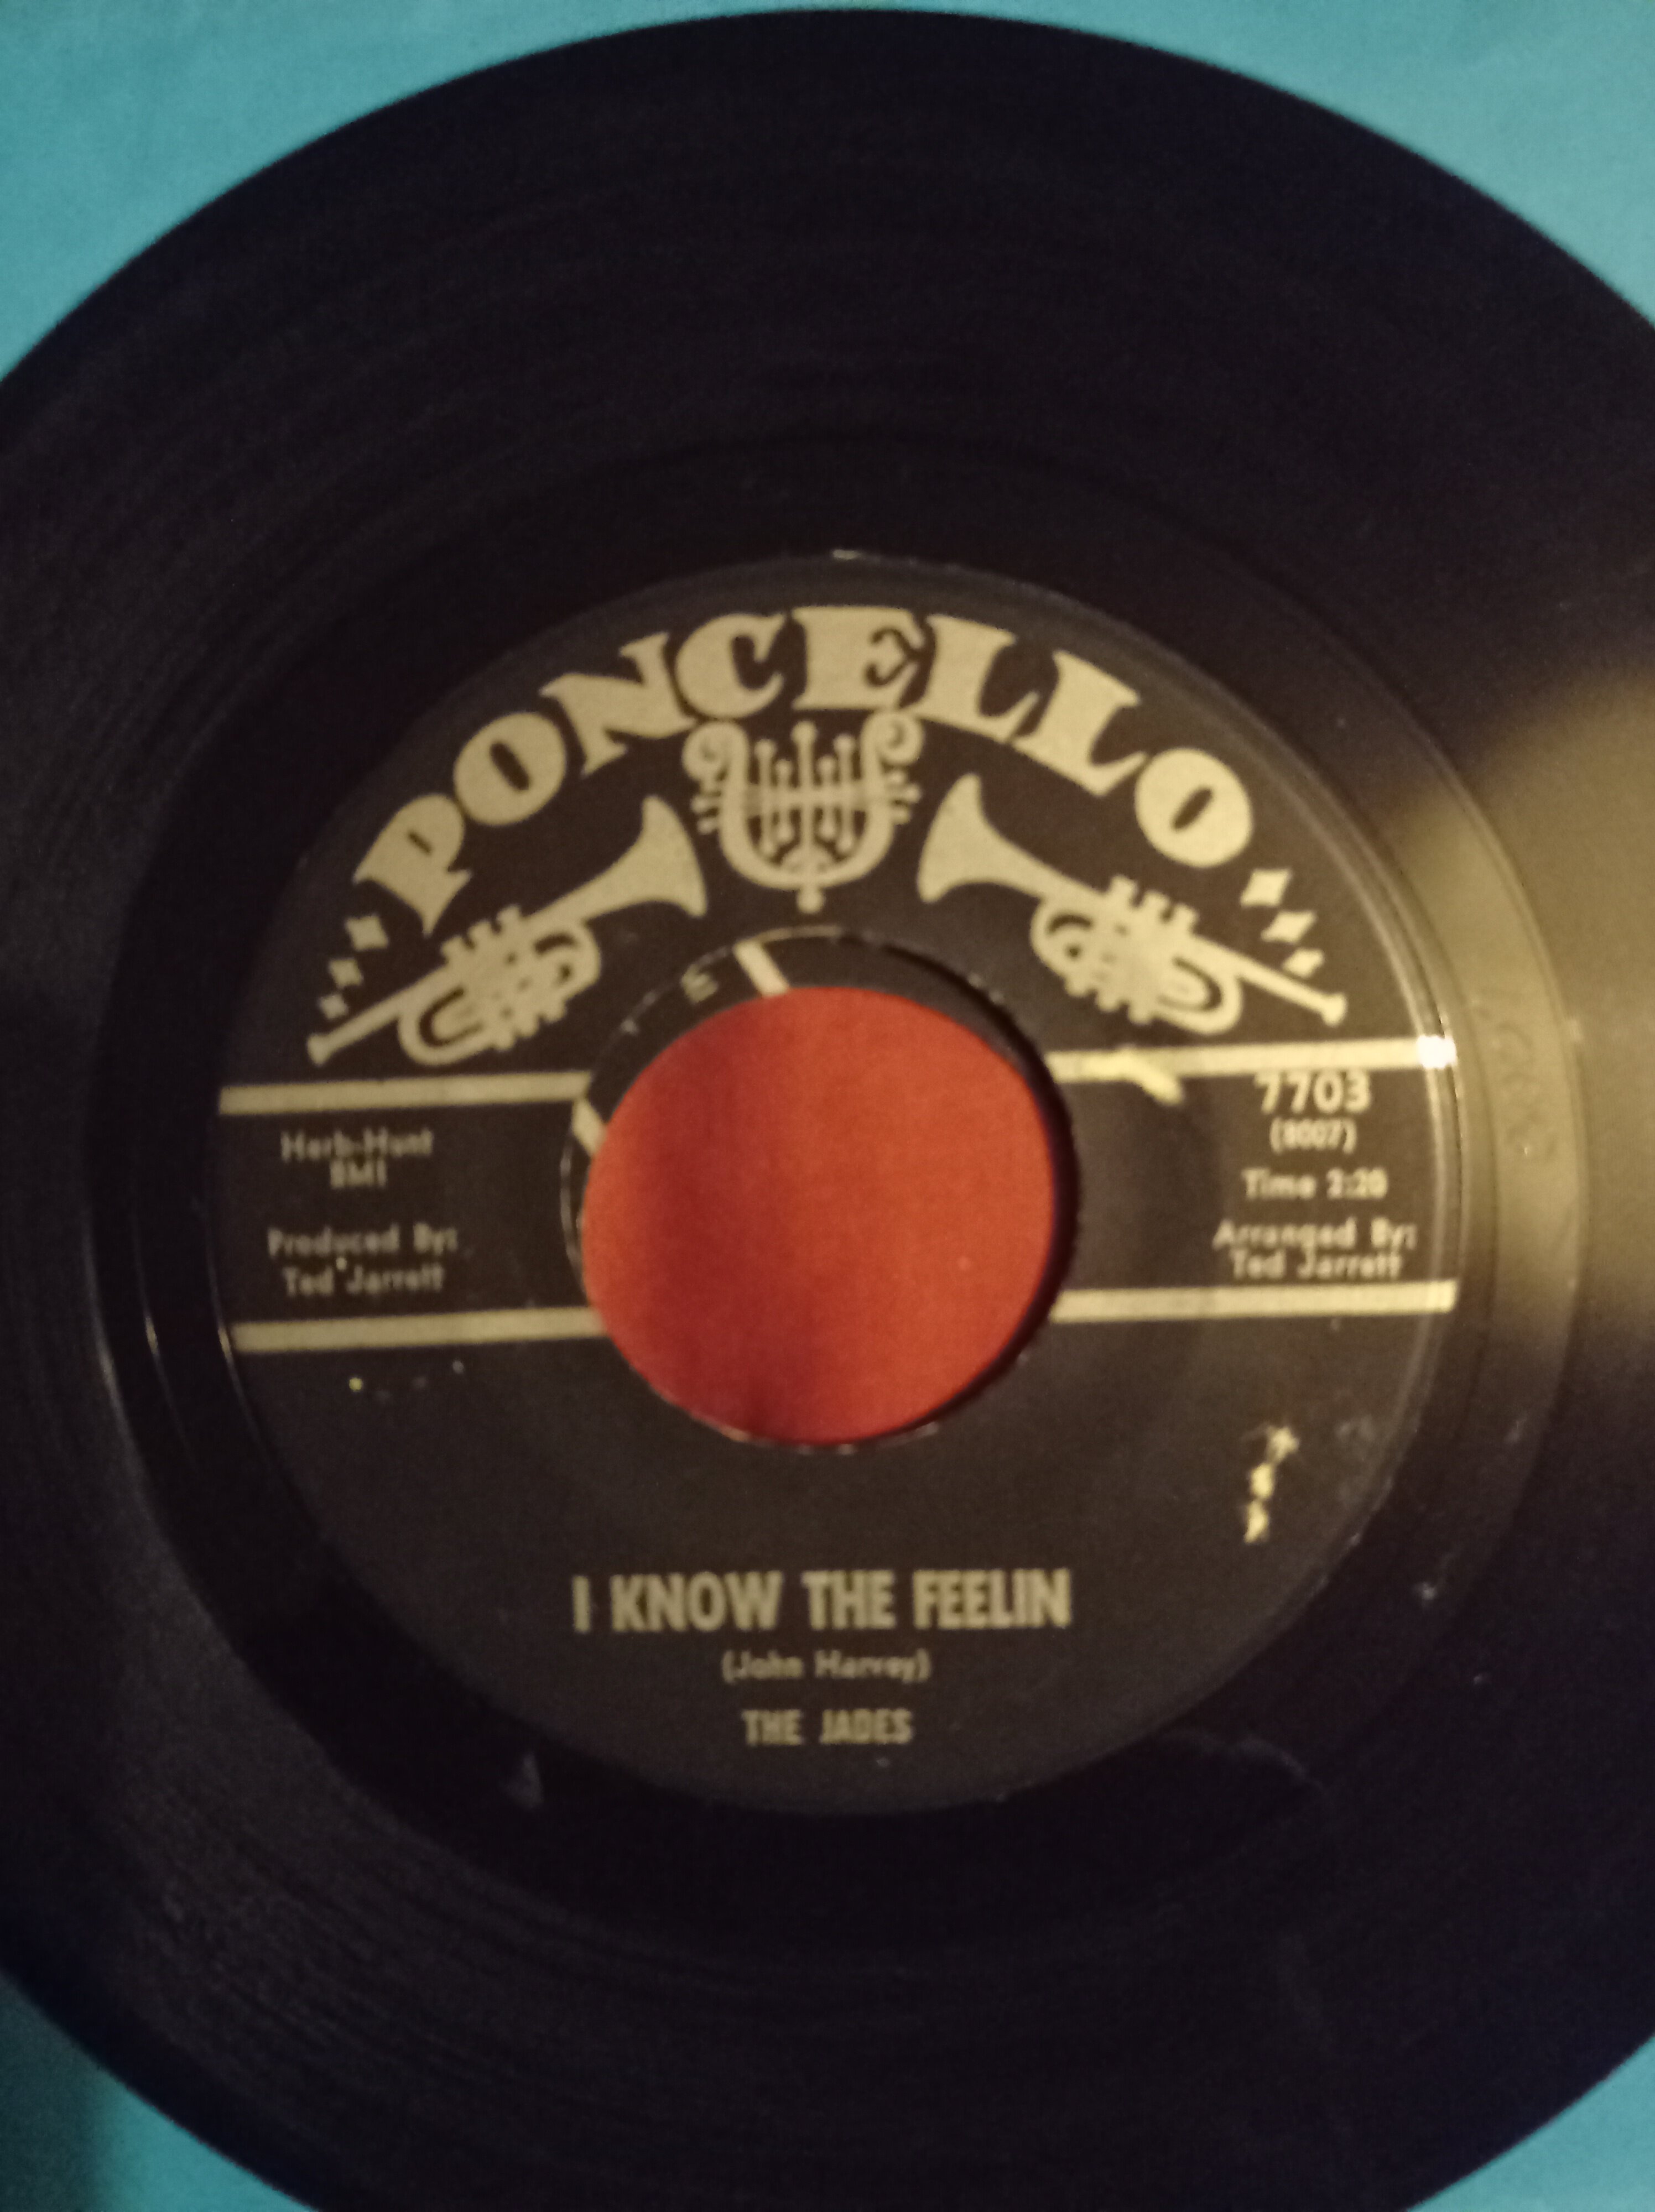 PONCELLO
E
Herb-Hunt
BMI
Produced By:
Ted Jarrett
7703
(8007)
Time 2:20
Arranged By:
Ted Jarrett
I KNOW THE FEELIN
(John Harvey)
THE JADES